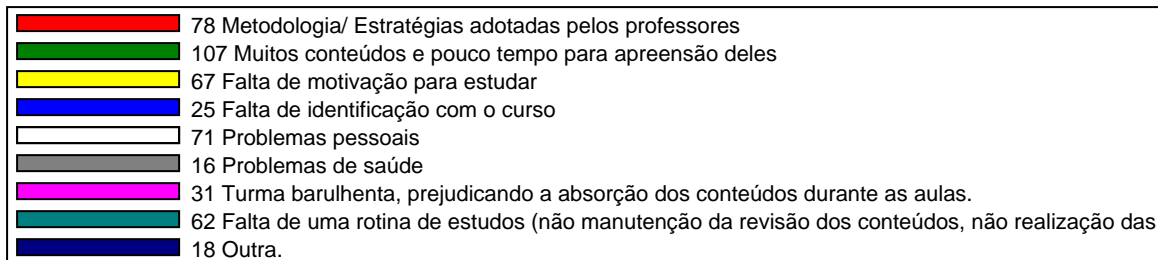 78 Metodologia/ Estratégias adotadas pelos professores
107 Muitos conteúdos e pouco tempo para apreensão deles
67 Falta de motivação para estudar
25 Falta de identificação com o curso
71 Problemas pessoais
16 Problemas de saúde
31 Turma barulhenta, prejudicando a absorção dos conteúdos durante as aulas.
62 Falta de uma rotina de estudos (não manutenção da revisão dos conteúdos, não realização das
18 Outra.